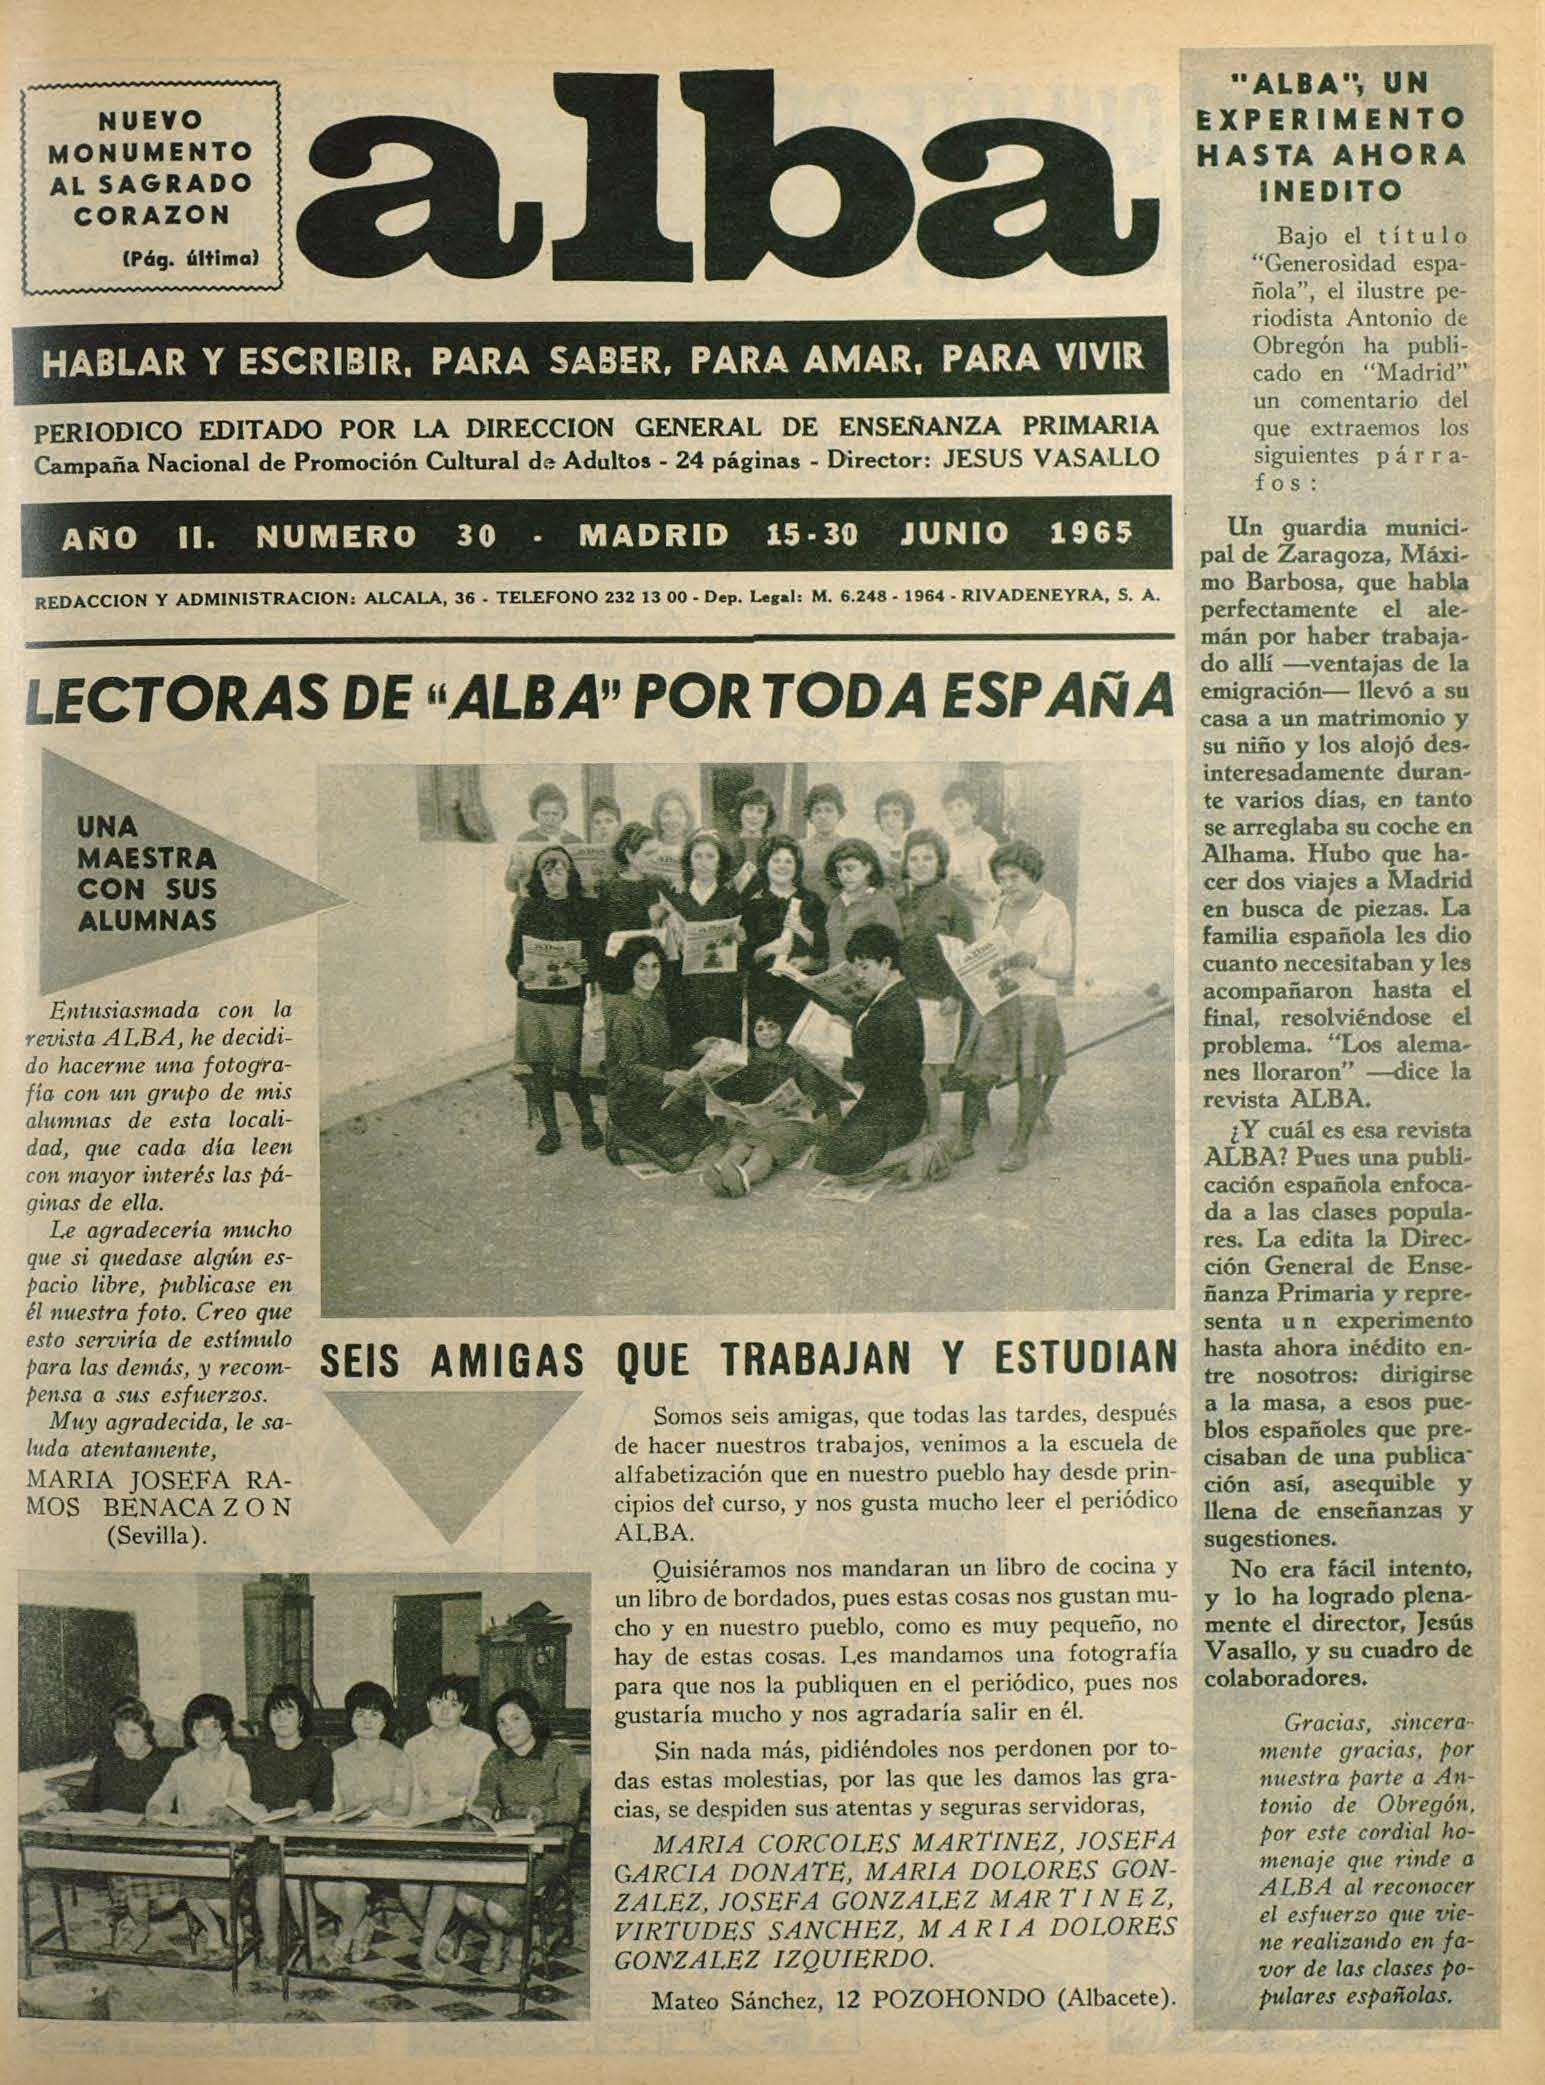 NUEVO
MONUMENTO
AL SAGRADO
CORAZON
(Pág. última)
alba
HABLAR Y ESCRIBIR, PARA SABER, PARA AMAR, PARA VIVIR
PERIODICO EDITADO POR LA DIRECCION GENERAL DE ENSEÑANZA PRIMARIA
Campaña Nacional de Promoción Cultural de Adultos - 24 páginas - Director: JESUS VASALLO
AÑO II. NUMERO 30 - MADRID 15-30 JUNIO 1965
REDACCION Y ADMINISTRACION: ALCALA, 36 - TELEFONO 232 13 00 - Dep. Legal: M. 6.248 - 1964 - RIVADENEYRA, S. A.
LECTORAS DE "ALBA" POR TODA ESPAÑA
UNA
MAESTRA
CON SUS
ALUMNAS
Entusiasmada con la
revista ALBA, he decidi-
do hacerme una fotogra-
fía con un grupo de mis
alumnas de esta locali-
dad, que cada día leen
con mayor interés las pá-
ginas de ella.
Le agradecería mucho
que si quedase algún es-
pacio libre, publicase en
él nuestra foto. Creo que
esto serviría de estímulo
para las demás, y recom-
pensa a sus esfuerzos.
Muy agradecida, le sa-
luda atentamente,
MARIA JOSEFA RA-
MOS BENACAZON
(Sevilla).
SEIS AMIGAS QUE TRABAJAN Y ESTUDIAN
Somos seis amigas, que todas las tardes, después
de hacer nuestros trabajos, venimos a la escuela de
alfabetización que en nuestro pueblo hay desde prin-
cipios del curso, y nos gusta mucho leer el periódico
ALBA.
Quisiéramos nos mandaran un libro de cocina y
un libro de bordados, pues estas cosas nos gustan mu-
cho y en nuestro pueblo, como es muy pequeño, no
hay de estas cosas. Les mandamos una fotografía
para que nos la publiquen en el periódico, pues nos
gustaría mucho y nos agradaría salir en él.
Sin nada más, pidiéndoles nos perdonen por to-
das estas molestias, por las que les damos las gra-
cias, se despiden sus atentas y seguras servidoras,
MARIA CORCOLES MARTINEZ, JOSEFA
GARCIA DONATE, MARIA DOLORES GON-
ZALEZ, JOSEFA GONZALEZ MARTINEZ,
VIRTUDES SANCHEZ, MARIA DOLORES
GONZALEZ IZQUIERDO.
Mateo Sánchez, 12 POZOHONDO (Albacete).
"ALBA", UN
EXPERIMENTO
HASTA AHORA
INEDITO
Bajo el título
"Generosidad espa-
ñola", el ilustre pe-
riodista Antonio de
Obregón ha publi-
cado en "Madrid"
un comentario del
que extraemos los
siguientes párra-
fos:
Un guardia munici-
pal de Zaragoza, Máxi-
mo Barbosa, que habla
perfectamente el ale-
mán por haber trabaja-
do allí —ventajas de la
emigración— llevó a su
casa a un matrimonio y
su niño y los alojó des-
interesadamente duran-
te varios días, en tanto
se arreglaba su coche en
Alhama. Hubo que ha-
cer dos viajes a Madrid
en busca de piezas. La
familia española les dio
cuanto necesitaban y les
acompañaron hasta el
final, resolviéndose el
problema. "Los alema-
nes lloraron" —dice la
revista ALBA.
¿Y cuál es esa revista
ALBA? Pues una publi-
cación española enfoca-
da a las clases popula-
res. La edita la Direc-
ción General de Ense-
ñanza Primaria y repre-
senta un experimento
hasta ahora inédito en-
tre nosotros: dirigirse
a la masa, a esos pue-
blos españoles que pre-
cisaban de una publica-
ción así, asequible y
llena de enseñanzas y
sugestiones.
No era fácil intento,
y lo ha logrado plena-
mente el director, Jesús
Vasallo, y su cuadro de
colaboradores.
Gracias, sincera-
mente gracias, por
nuestra parte a An-
tonio de Obregón,
por este cordial ho-
menaje que rinde a
ALBA al reconocer
el esfuerzo que vie-
ne realizando en fa-
vor de las clases po-
pulares españolas.